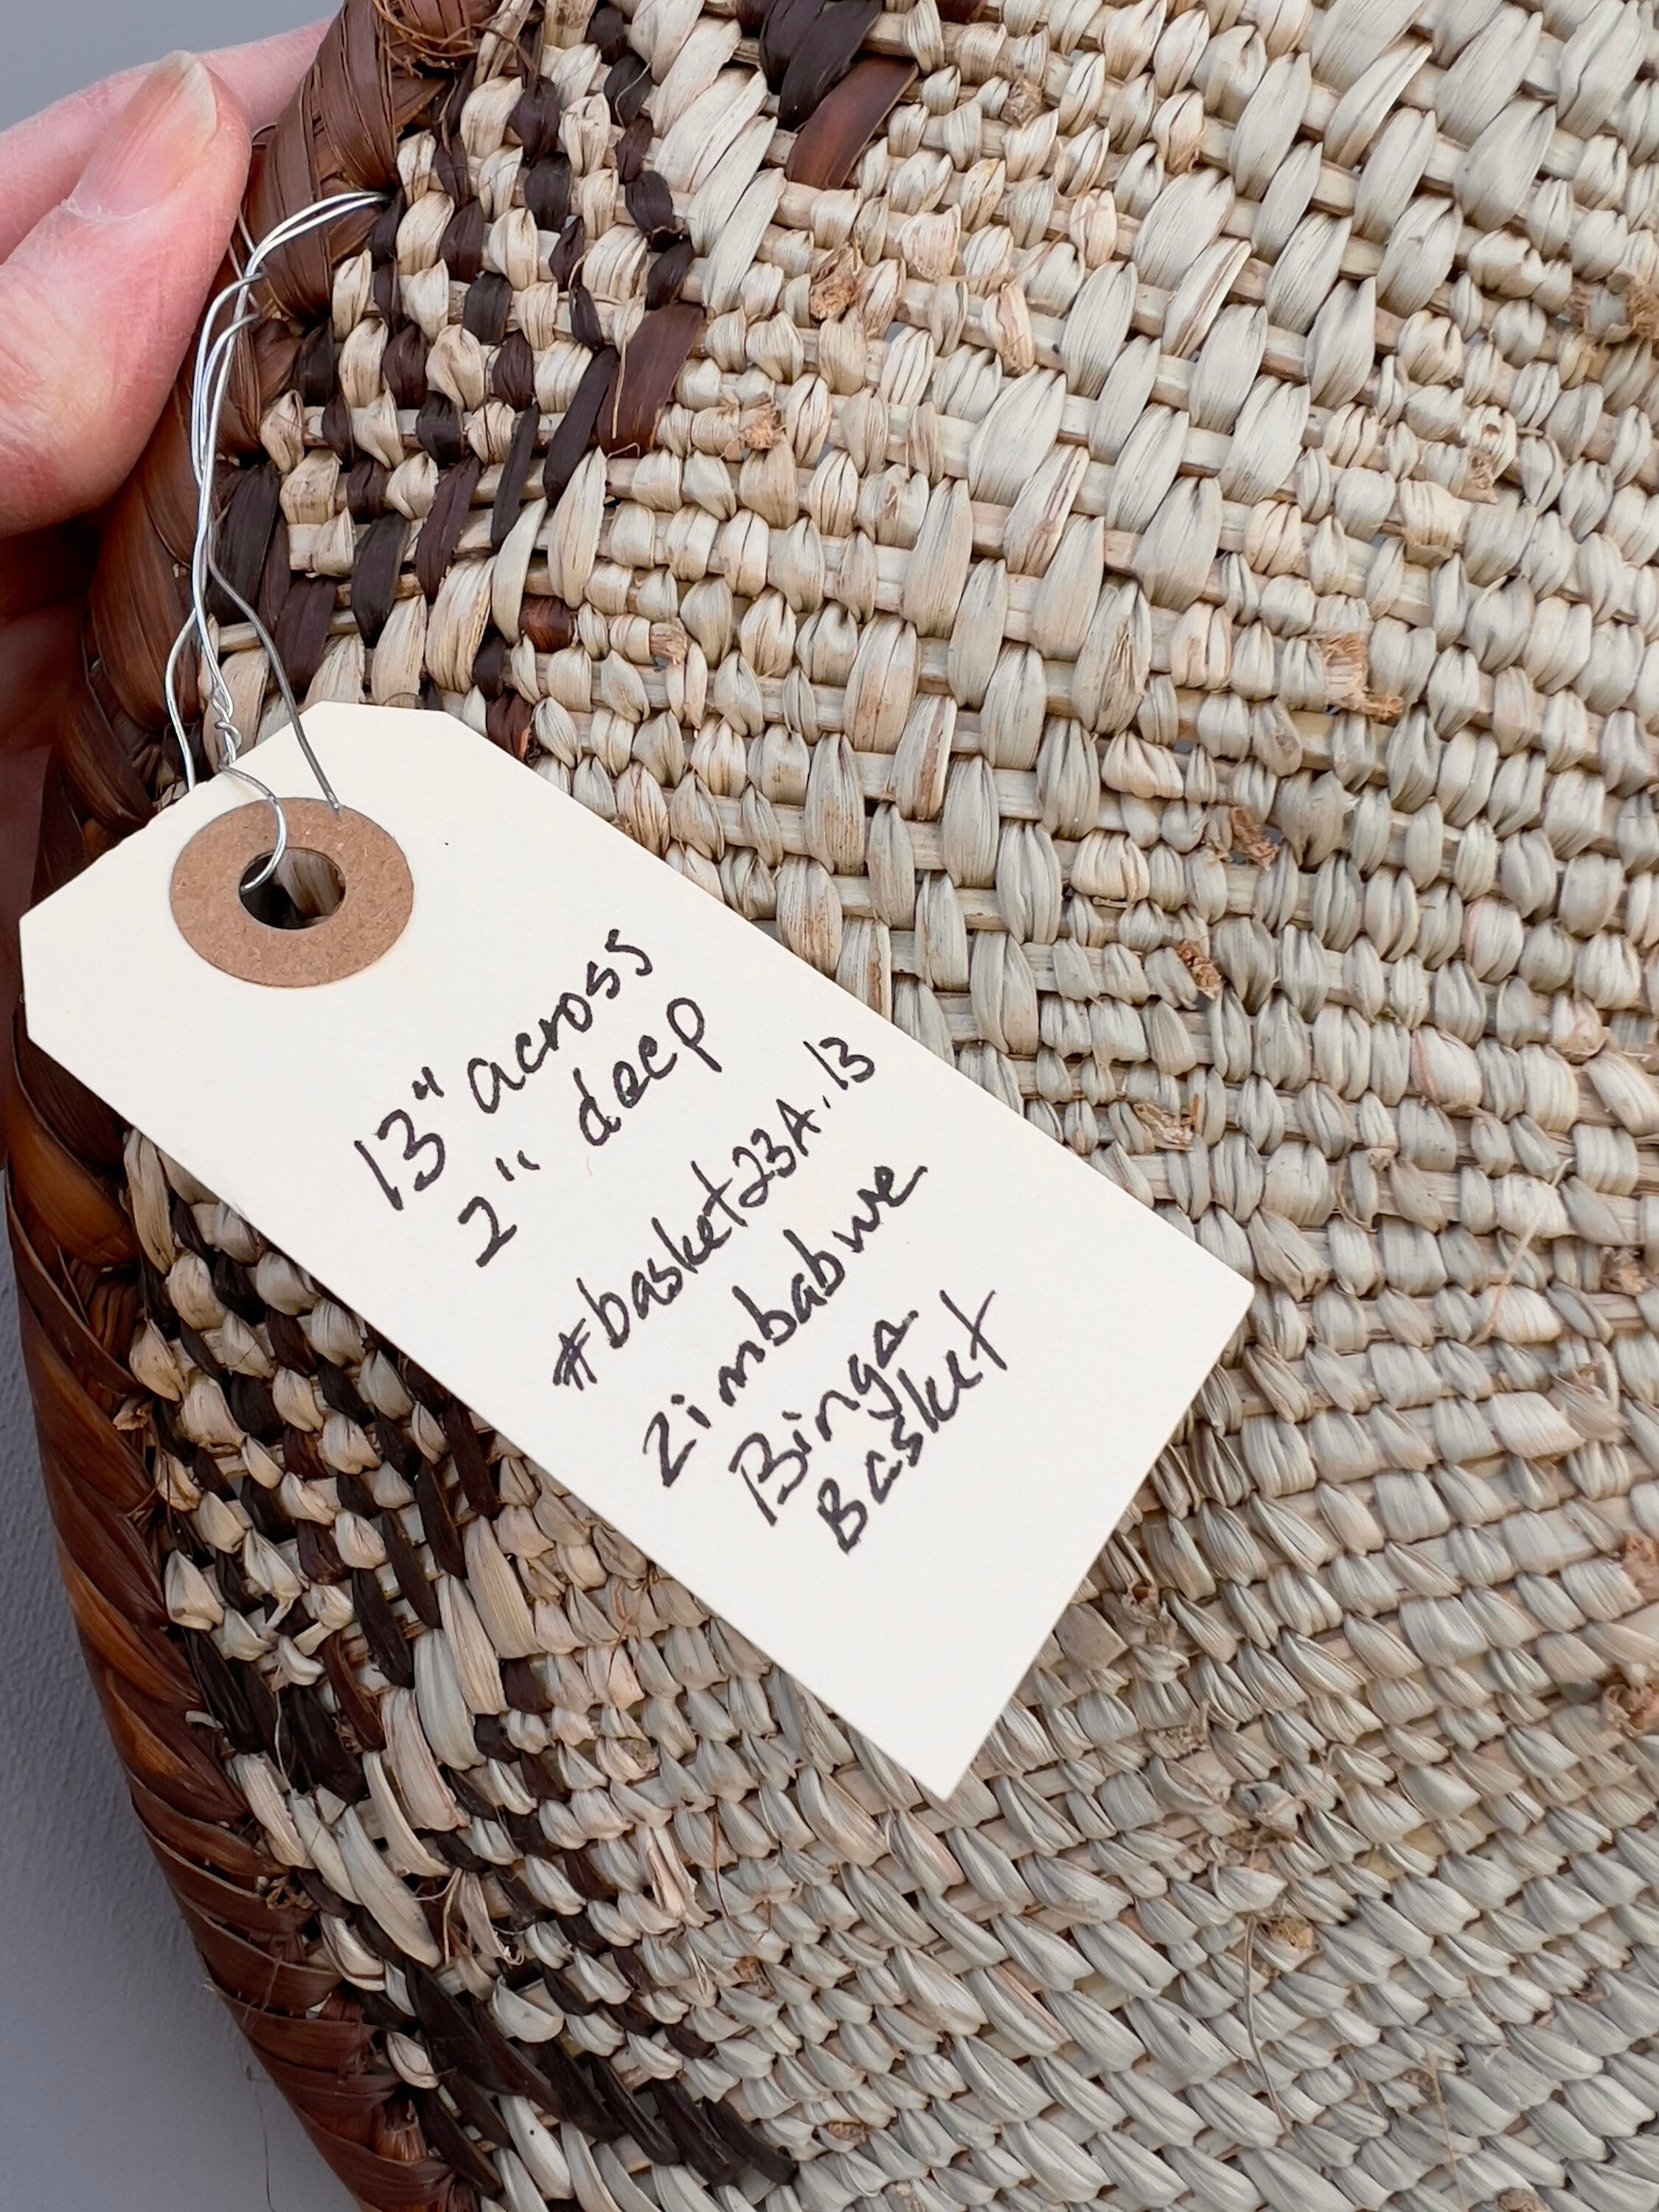 13" across
2" deep
#basket23A.13
Zimbabwe
Binga
Basket